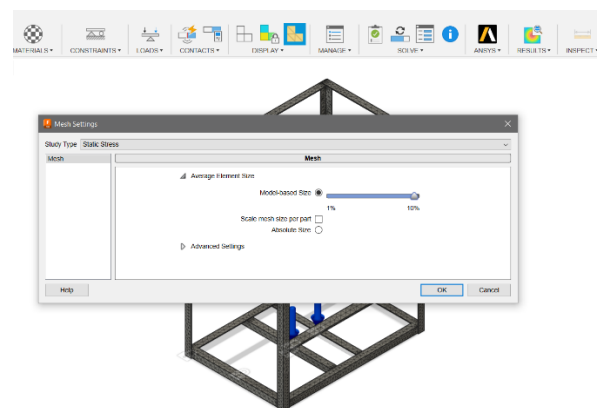 MATERIALS CONSTRAINTS LOADS CONTACTS DISPLAY MANAGE SOLVE ANSYS RESULTS INSPECT
Mesh Settings
Study Type Static Stress
Mesh
Mesh
Average Element Size
Model-based Size
1% 10%
Scale mesh size per part
Absolute Size
Advanced Settings
Help OK Cancel